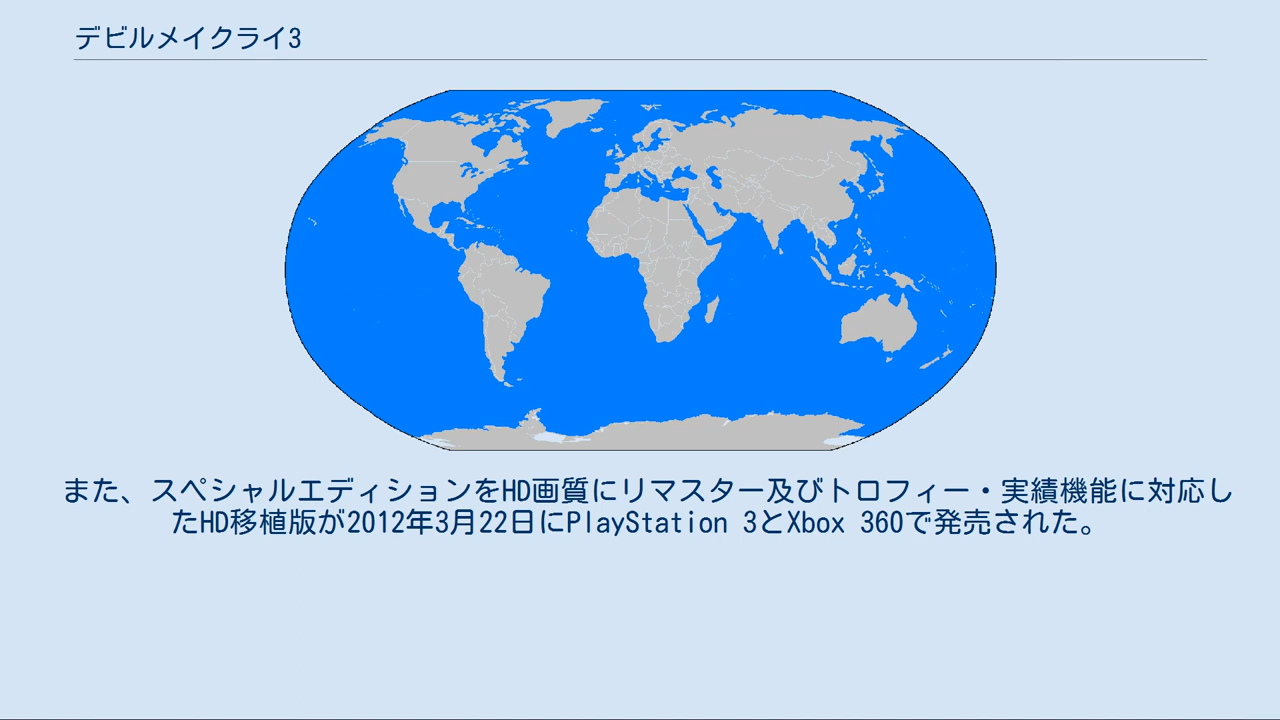 デビルメイクライ3
また、スペシャルエディションをHD画質にリマスター及びトロフィー・実績機能に対応し
たHD移植版が2012年3月22日にPlayStation 3とXbox 360で発売された。